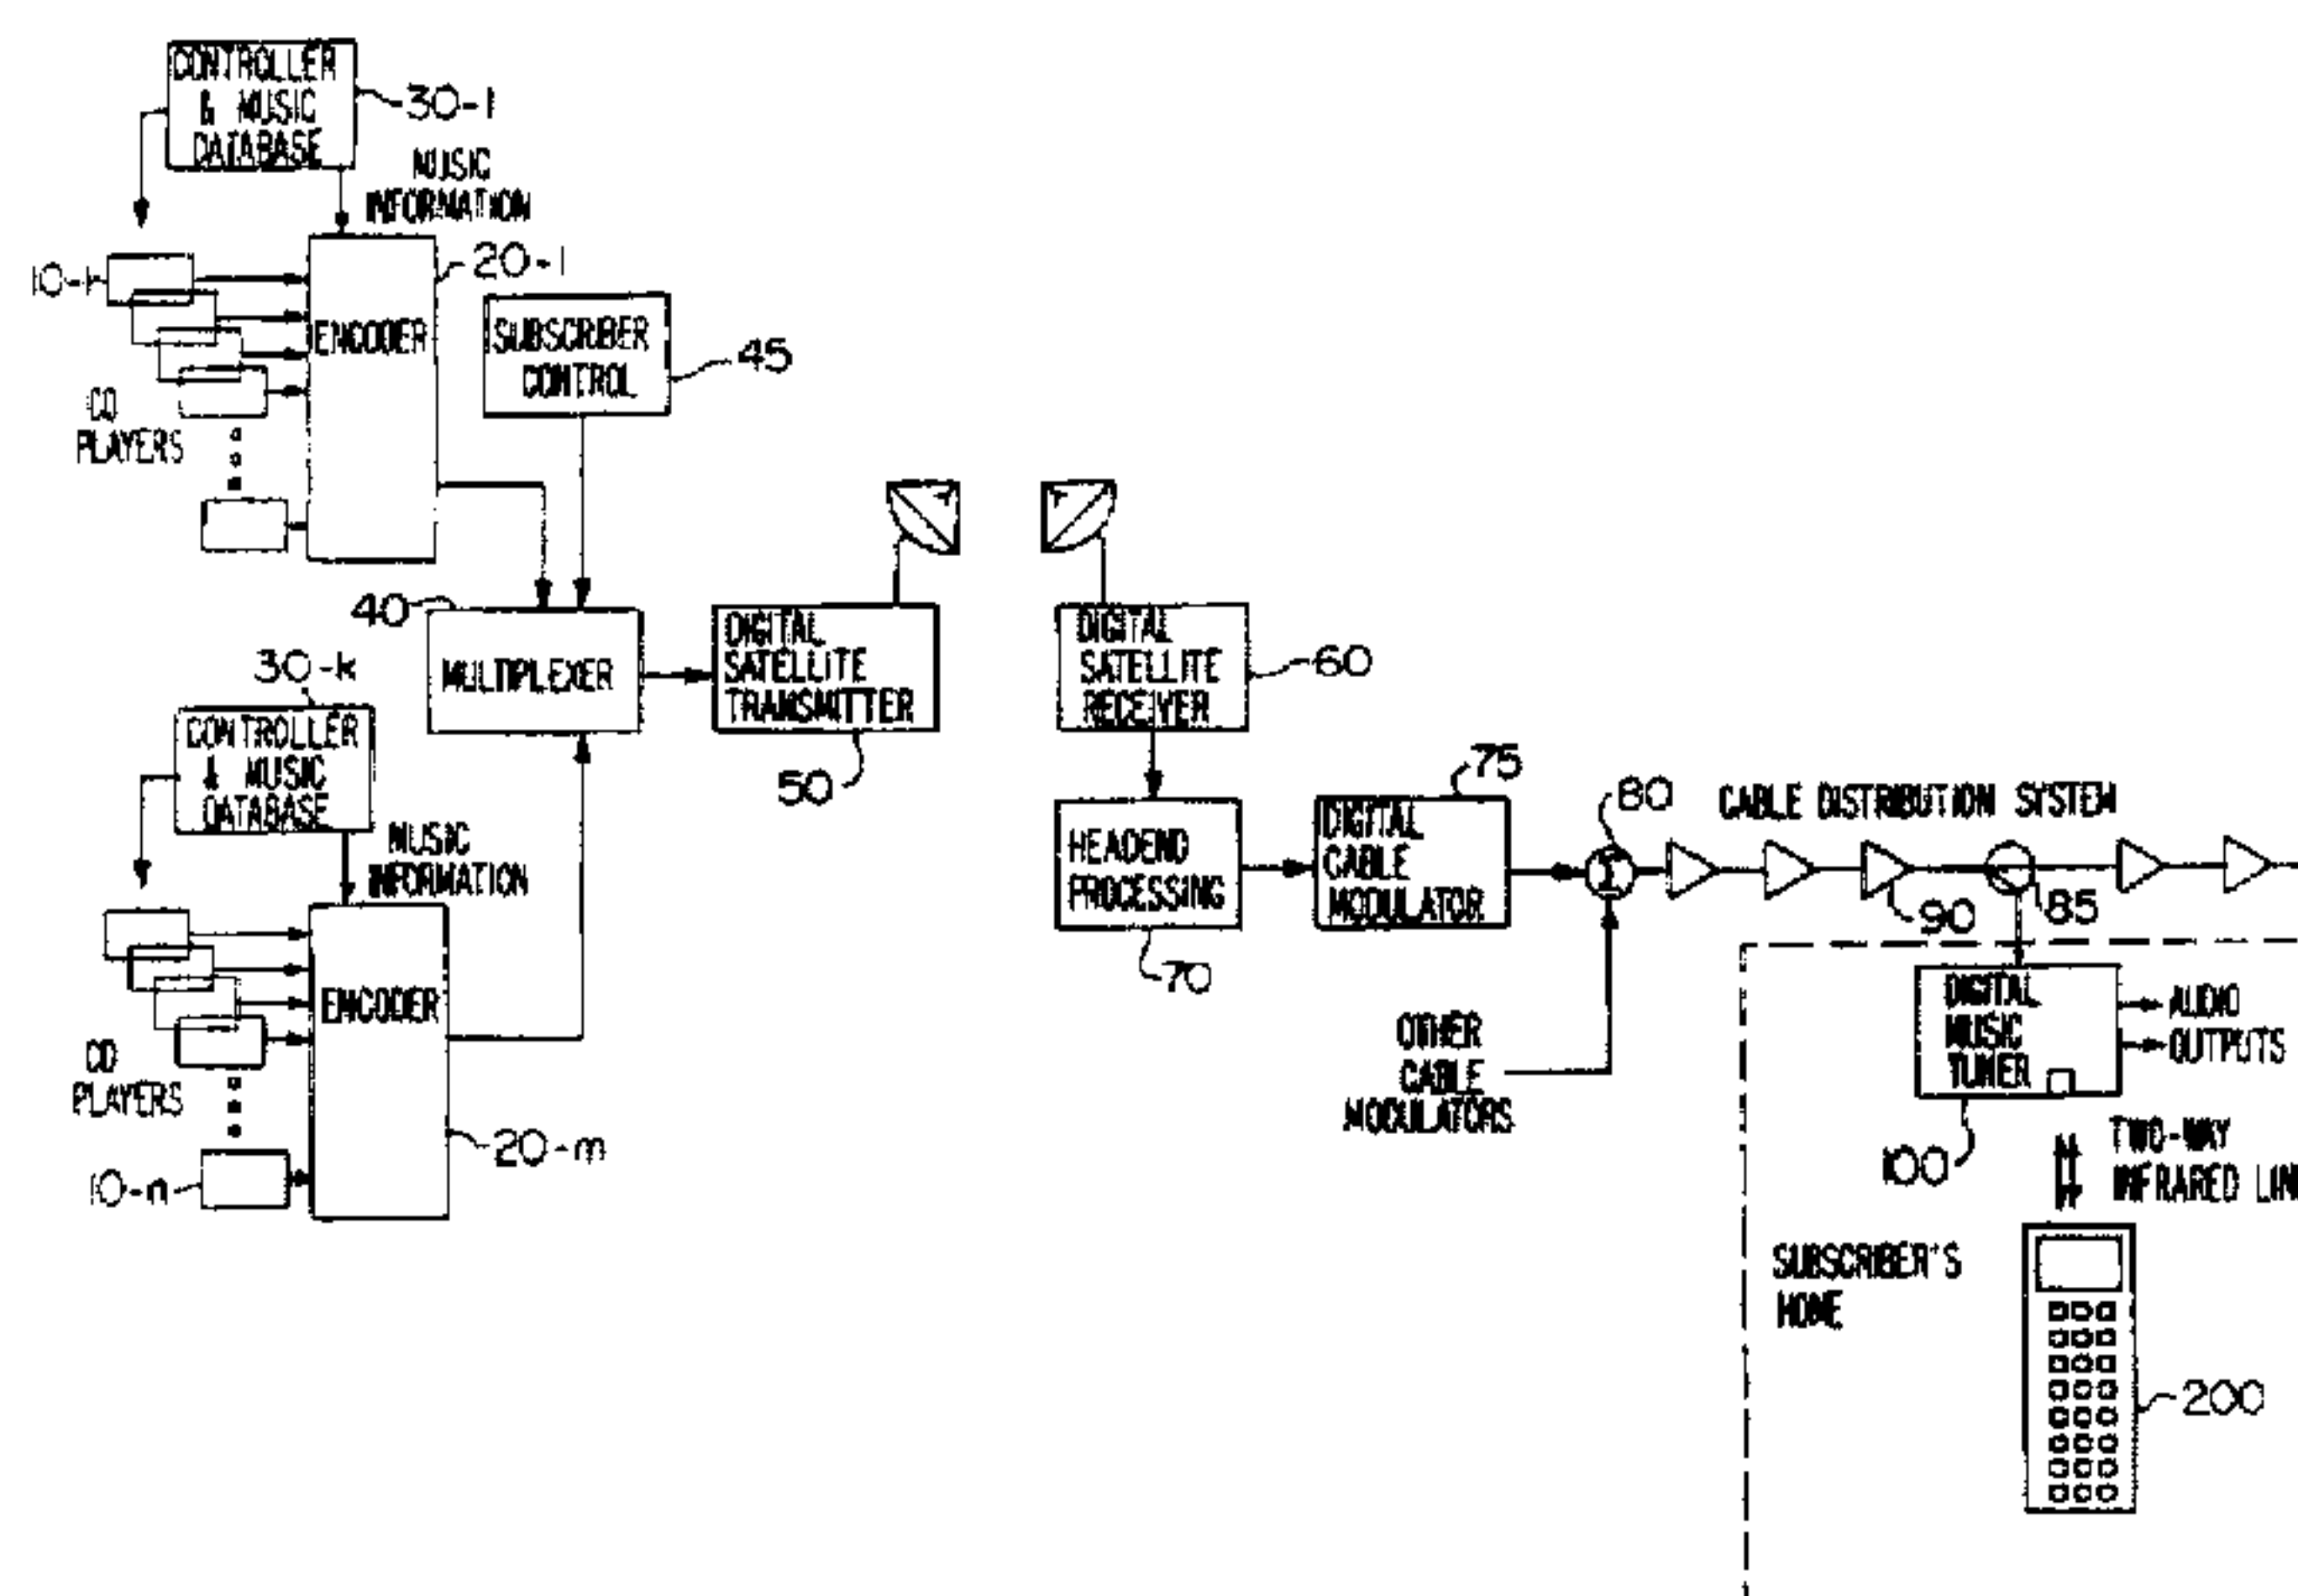 CONTROLLER
& MUSIC
DATABASE
30-1
MUSIC
INFORMATION
10-1
20-1
ENCODER
SUBSCRIBER
CONTROL
45
CD
PLAYERS
40
MULTIPLEXER
DIGITAL
SATELLITE
TRANSMITTER
50
DIGITAL
SATELLITE
RECEIVER
60
30-k
CONTROLLER
& MUSIC
DATABASE
MUSIC
INFORMATION
ENCODER
CD
PLAYERS
10-n
20-m
HEADEND
PROCESSING
70
75
DIGITAL
CABLE
MODULATOR
80
CABLE DISTRIBUTION SYSTEM
90
85
OTHER
CABLE
MODULATORS
DIGITAL
MUSIC
TUNER
AUDIO
OUTPUTS
100
TWO-WAY
INFRARED LIN
SUBSCRIBER'S
HOME
200